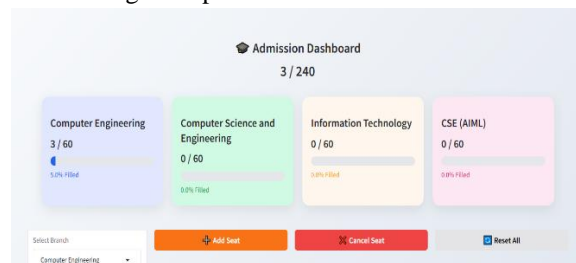 Admission Dashboard
3 / 240
Computer Engineering
3 / 60
5.0% Filled
Computer Science and
Engineering
0 / 60
0.0% Filled
Information Technology
0 / 60
0.0% Filled
CSE (AIML)
0 / 60
0.0% Filled
Select Branch
Computer Engineering
Add Seat
Cancel Seat
Reset All